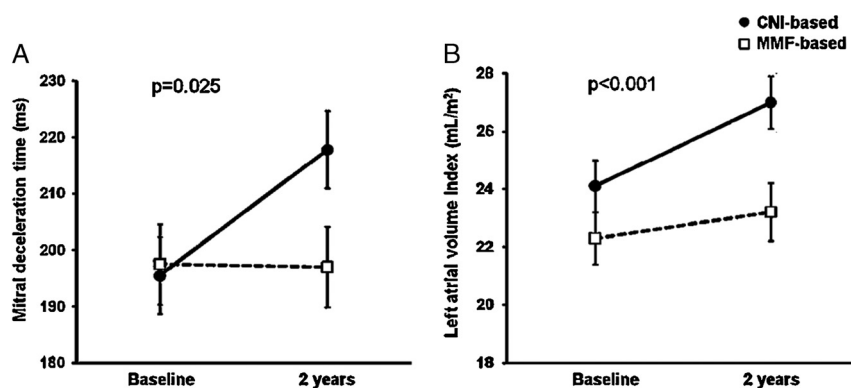 CNI-based
MMF-based
A
p=0.025
Mitral deceleration time (ms)
230
220
210
200
190
180
Baseline
2 years
B
p<0.001
Left atrial volume Index (mL/m²)
28
26
24
22
20
18
Baseline
2 years